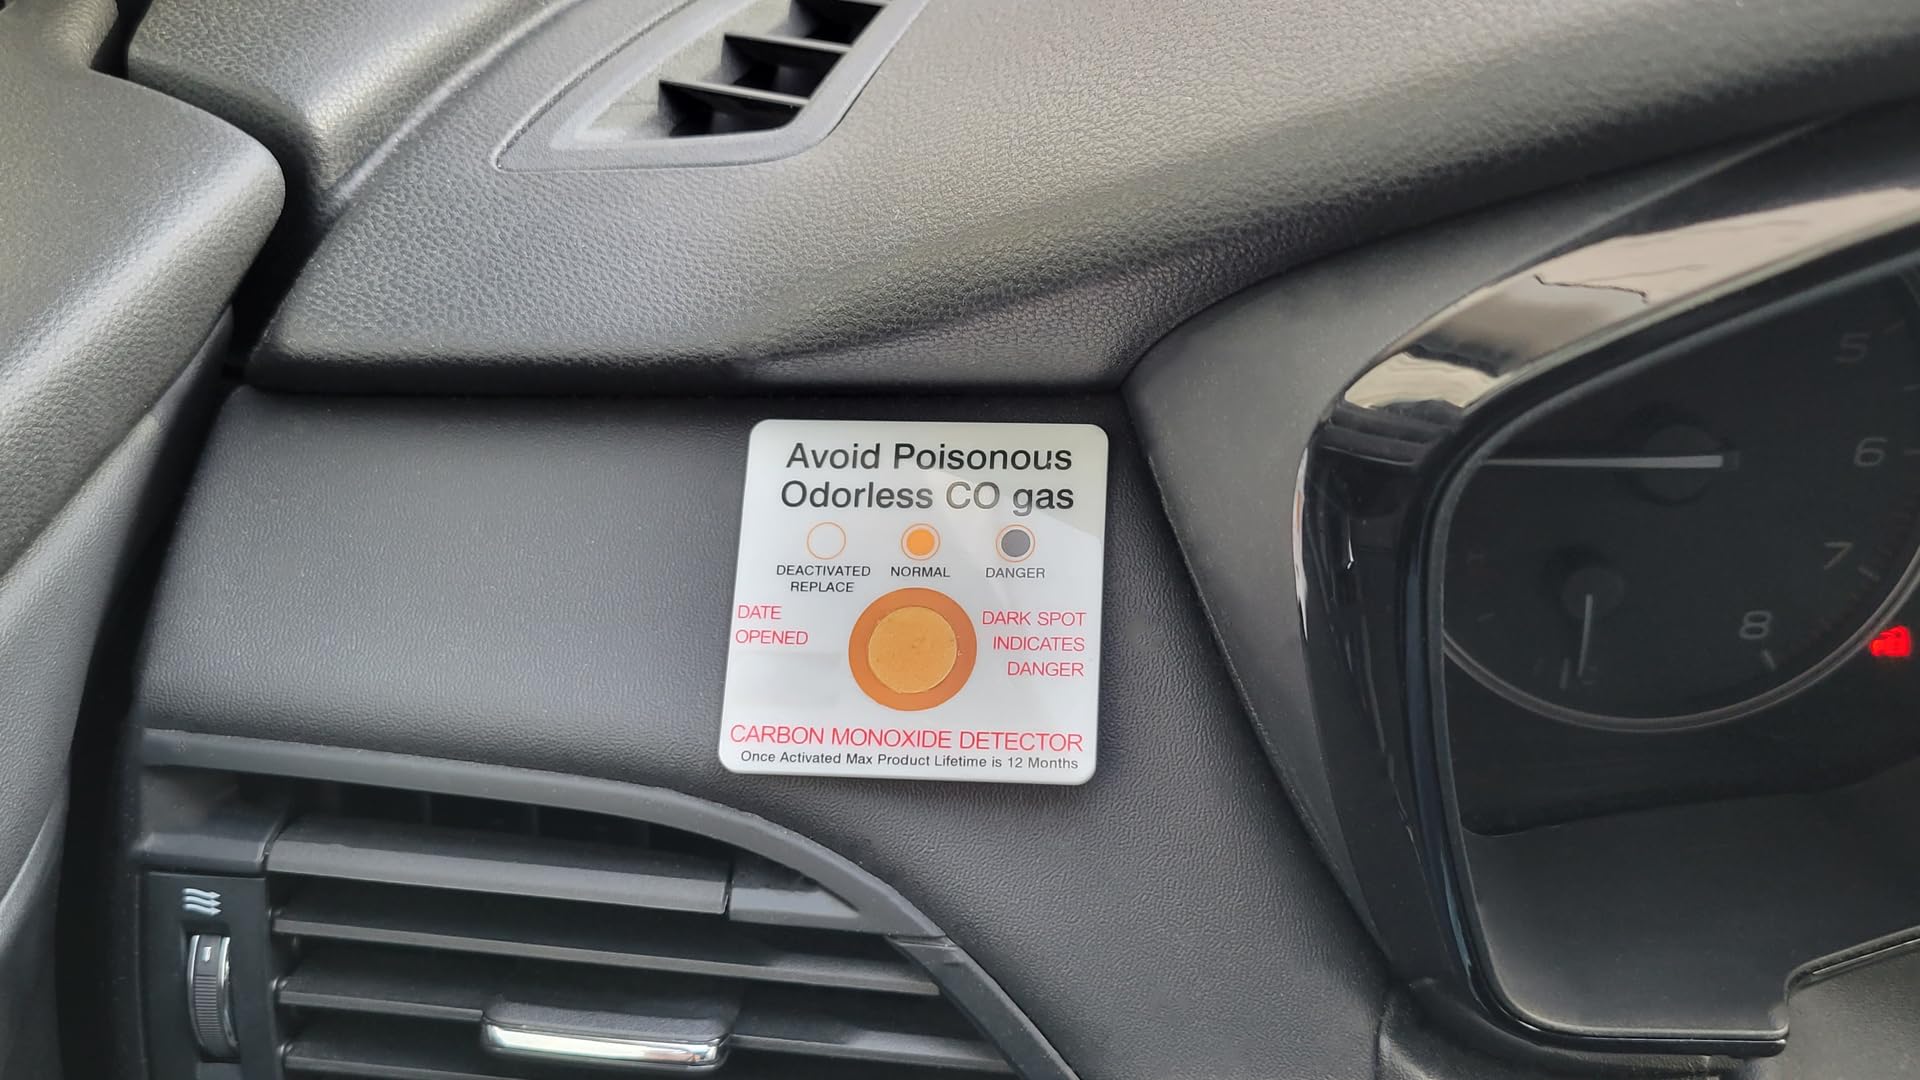 Avoid Poisonous
Odorless CO gas
DEACTIVATED
REPLACE
NORMAL
DANGER
DATE
OPENED
DARK SPOT
INDICATES
DANGER
CARBON MONOXIDE DETECTOR
Once Activated Max Product Lifetime is 12 Months
5
6
7
8